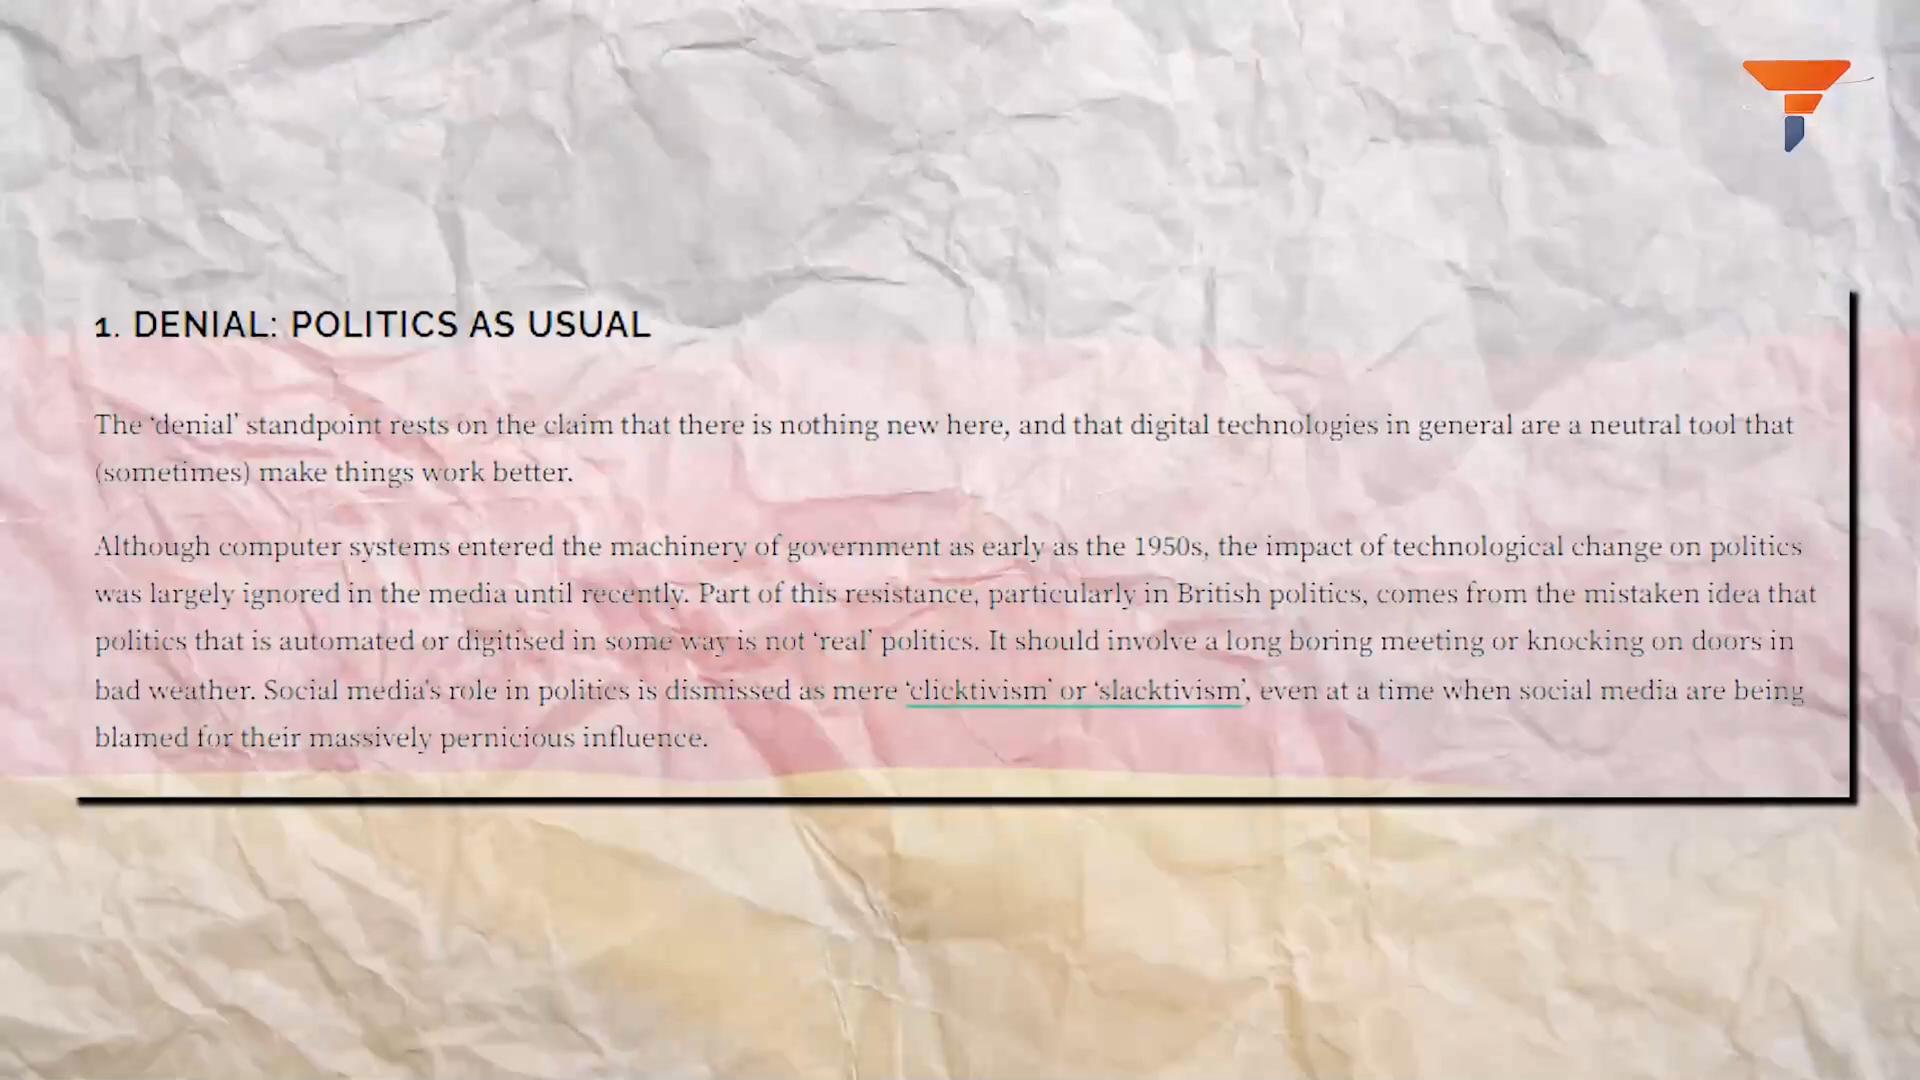 1. DENIAL: POLITICS AS USUAL
The ‘denial’ standpoint rests on the claim that there is nothing new here, and that digital technologies in general are a neutral tool that
(sometimes) make things work better.
Although computer systems entered the machinery of government as early as the 1950s, the impact of technological change on politics
was largely ignored in the media until recently. Part of this resistance, particularly in British politics, comes from the mistaken idea that
politics that is automated or digitised in some way is not ‘real’ politics. It should involve a long boring meeting or knocking on doors in
bad weather. Social media's role in politics is dismissed as mere ‘clicktivism’ or ‘slacktivism’, even at a time when social media are being
blamed for their massively pernicious influence.